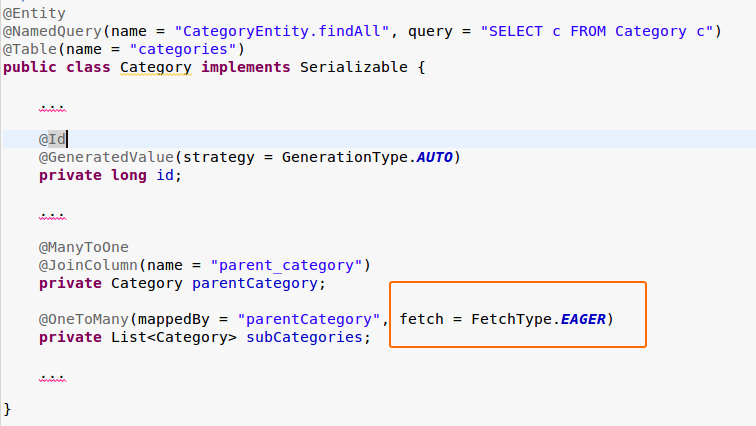 @Entity
@NamedQuery(name = "CategoryEntity.findAll", query = "SELECT c FROM Category c")
@Table(name = "categories")
public class Category implements Serializable {
...
@Id
@GeneratedValue(strategy = GenerationType.AUTO)
private long id;
...
@ManyToOne
@JoinColumn(name = "parent_category")
private Category parentCategory;
@OneToMany(mappedBy = "parentCategory", fetch = FetchType.EAGER)
private List<Category> subCategories;
...
}